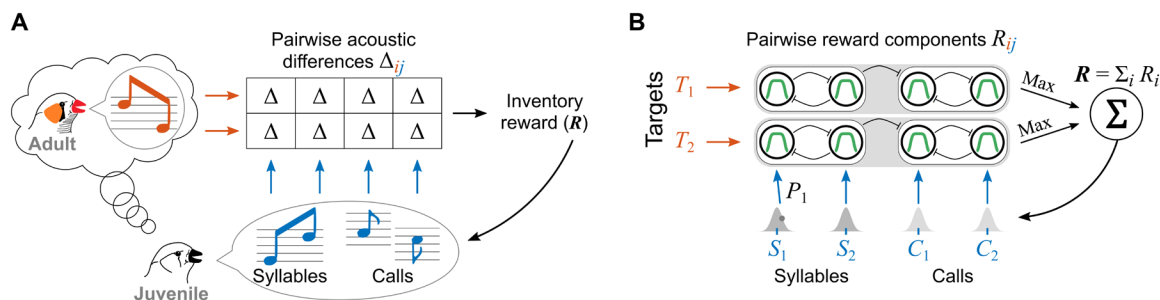 A
Pairwise acoustic
differences Δij
Δ Δ Δ Δ
Δ Δ Δ Δ
Inventory
reward (R)
Adult
Juvenile
Syllables Calls
B
Pairwise reward components Rij
Targets
T1
T2
Max
Max
R = Σi Ri
Σ
P1
S1 S2 C1 C2
Syllables Calls